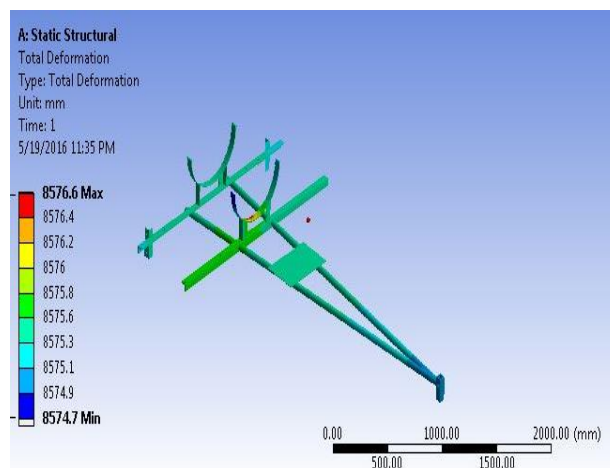 A: Static Structural
Total Deformation
Type: Total Deformation
Unit: mm
Time: 1
5/19/2016 11:35 PM
8576.6 Max
8576.4
8576.2
8576
8575.8
8575.6
8575.3
8575.1
8574.9
8574.7 Min
0.00 1000.00 2000.00 (mm)
500.00 1500.00